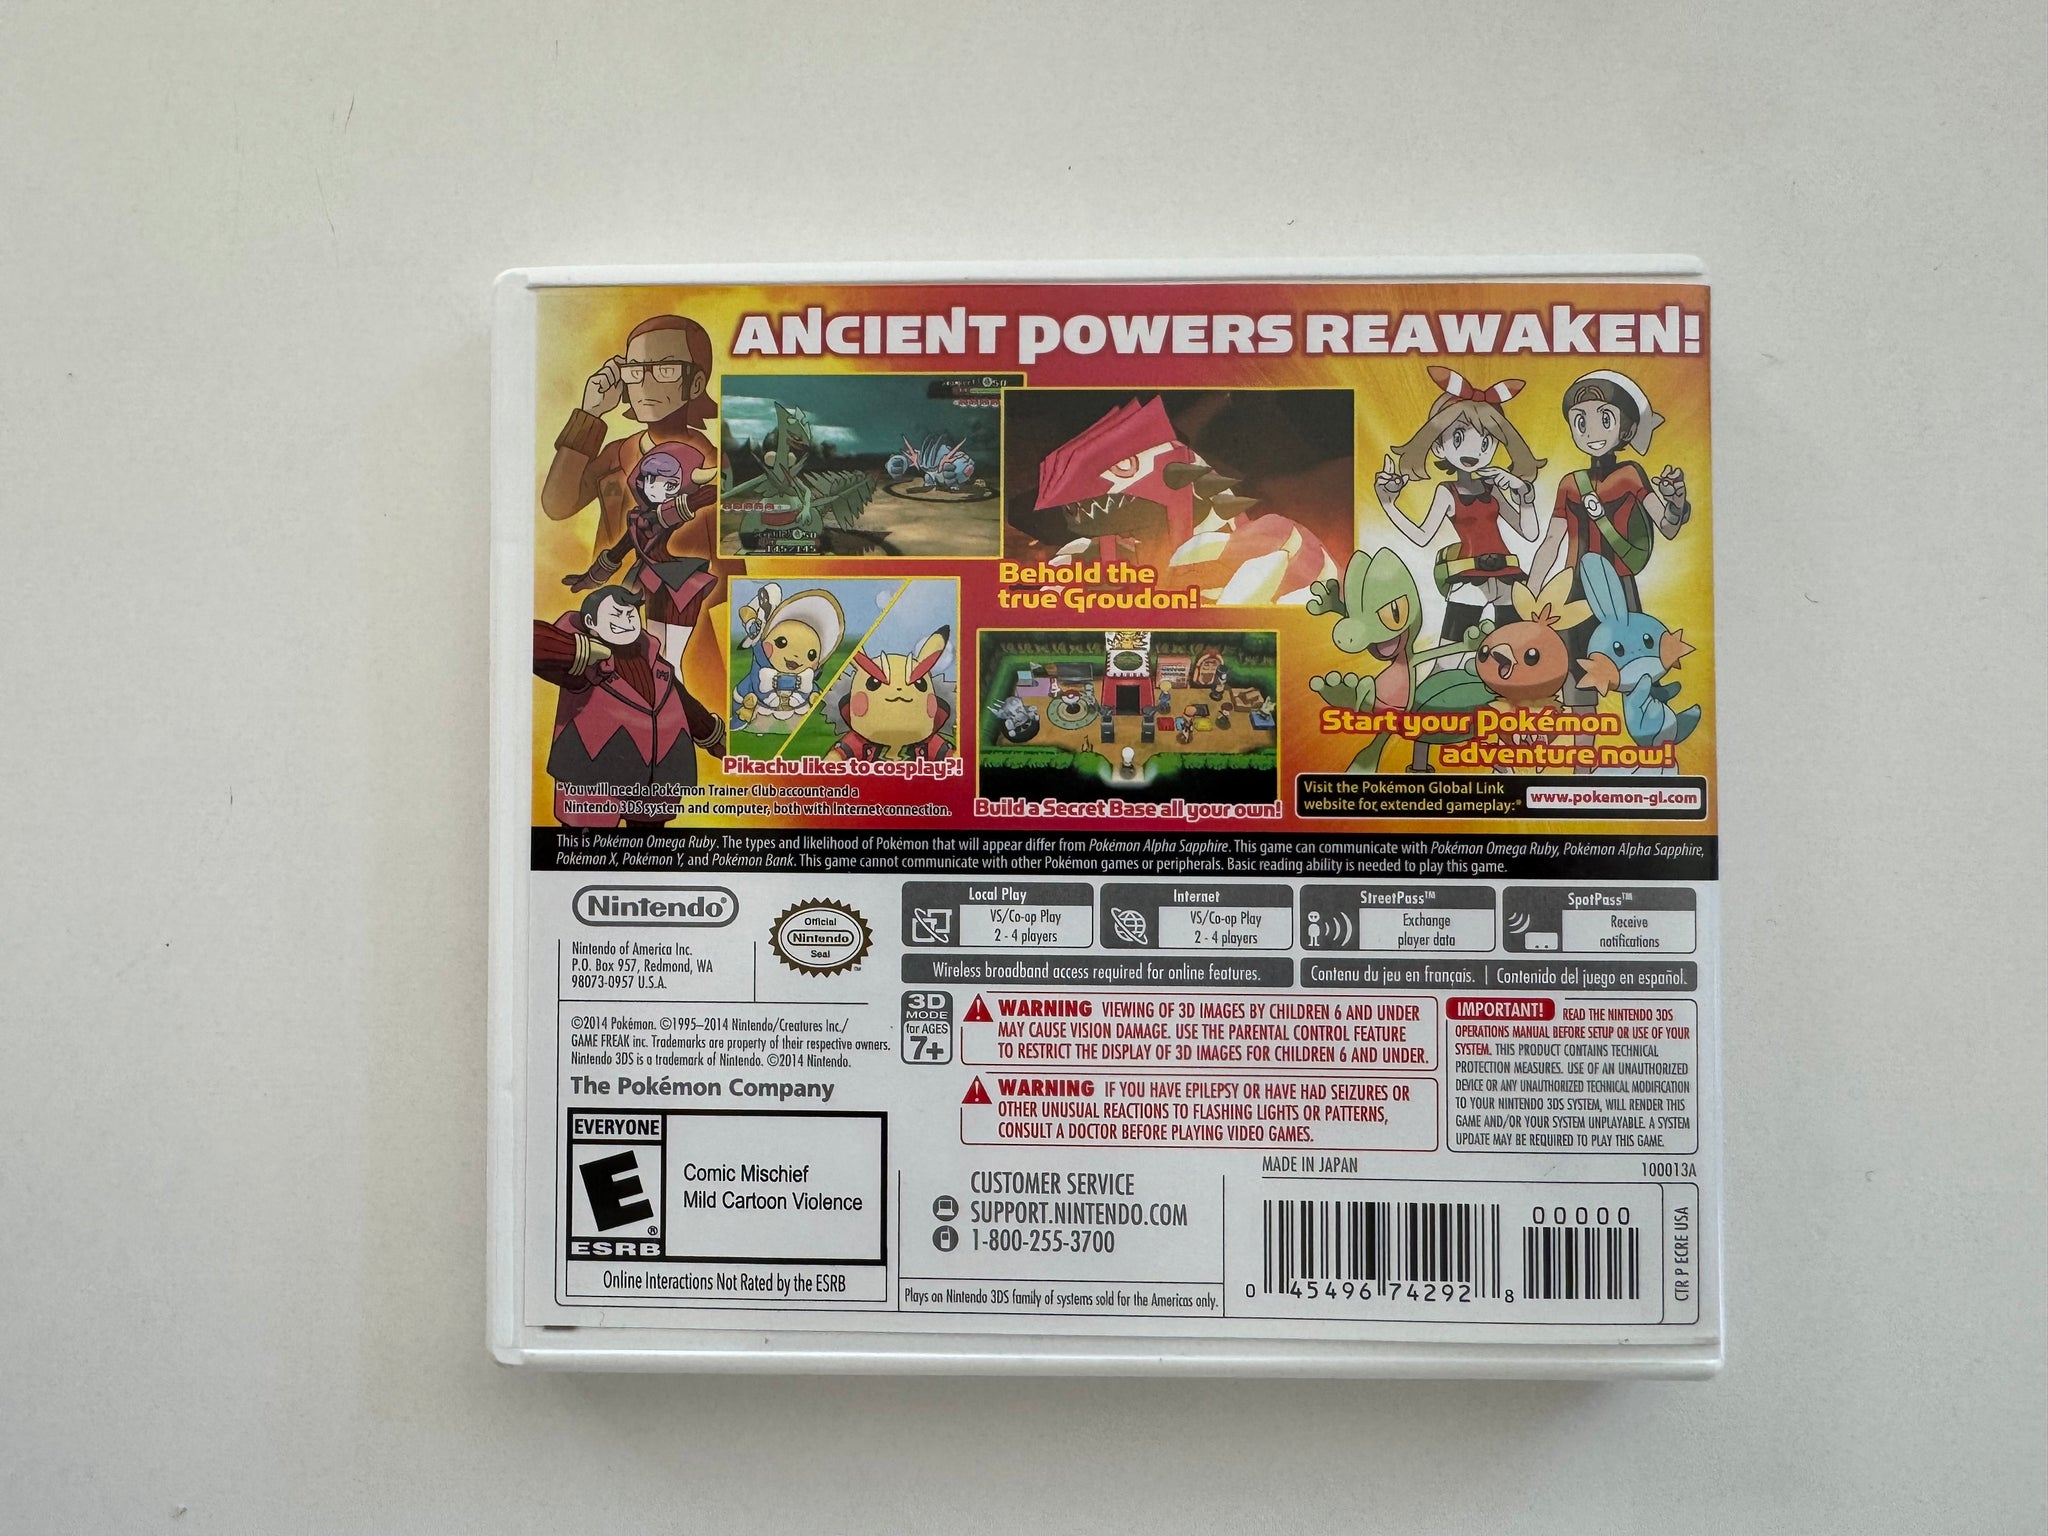 ANCIENT POWERS REAWAKEN!
Behold the
true Groudon!
Pikachu likes to cosplay?!
Build a Secret Base all your own!
Start your Pokémon
adventure now!
*You will need a Pokémon Trainer Club account and a
Nintendo 3DS system and computer, both with Internet connection.
Visit the Pokémon Global Link
website for extended gameplay:*
www.pokemon-gl.com
This is Pokémon Omega Ruby. The types and likelihood of Pokémon that will appear differ from Pokémon Alpha Sapphire. This game can communicate with Pokémon Omega Ruby, Pokémon Alpha Sapphire,
Pokémon X, Pokémon Y, and Pokémon Bank. This game cannot communicate with other Pokémon games or peripherals. Basic reading ability is needed to play this game.
Nintendo®
Nintendo of America Inc.
P.O. Box 957, Redmond, WA
98073-0957 U.S.A.
Official
Nintendo
Seal
TM
Local Play
VS/Co-op Play
2 - 4 players
Internet
VS/Co-op Play
2 - 4 players
StreetPass™
Exchange
player data
SpotPass™
Receive
notifications
Wireless broadband access required for online features.
Contenu du jeu en français. | Contenido del juego en español.
©2014 Pokémon. ©1995–2014 Nintendo/Creatures Inc./
GAME FREAK inc. Trademarks are property of their respective owners.
Nintendo 3DS is a trademark of Nintendo. ©2014 Nintendo.
The Pokémon Company
3D
MODE
for AGES
7+
WARNING VIEWING OF 3D IMAGES BY CHILDREN 6 AND UNDER
MAY CAUSE VISION DAMAGE. USE THE PARENTAL CONTROL FEATURE
TO RESTRICT THE DISPLAY OF 3D IMAGES FOR CHILDREN 6 AND UNDER.
WARNING IF YOU HAVE EPILEPSY OR HAVE HAD SEIZURES OR
OTHER UNUSUAL REACTIONS TO FLASHING LIGHTS OR PATTERNS,
CONSULT A DOCTOR BEFORE PLAYING VIDEO GAMES.
IMPORTANT! READ THE NINTENDO 3DS
OPERATIONS MANUAL BEFORE SETUP OR USE OF YOUR
SYSTEM. THIS PRODUCT CONTAINS TECHNICAL
PROTECTION MEASURES. USE OF AN UNAUTHORIZED
DEVICE OR ANY UNAUTHORIZED TECHNICAL MODIFICATION
TO YOUR NINTENDO 3DS SYSTEM, WILL RENDER THIS
GAME AND/OR YOUR SYSTEM UNPLAYABLE. A SYSTEM
UPDATE MAY BE REQUIRED TO PLAY THIS GAME.
EVERYONE
E
®
ESRB
Comic Mischief
Mild Cartoon Violence
Online Interactions Not Rated by the ESRB
CUSTOMER SERVICE
SUPPORT.NINTENDO.COM
1-800-255-3700
Plays on Nintendo 3DS family of systems sold for the Americas only.
MADE IN JAPAN
100013A
0 45496 74292 8
00000
CTR P ECRE USA